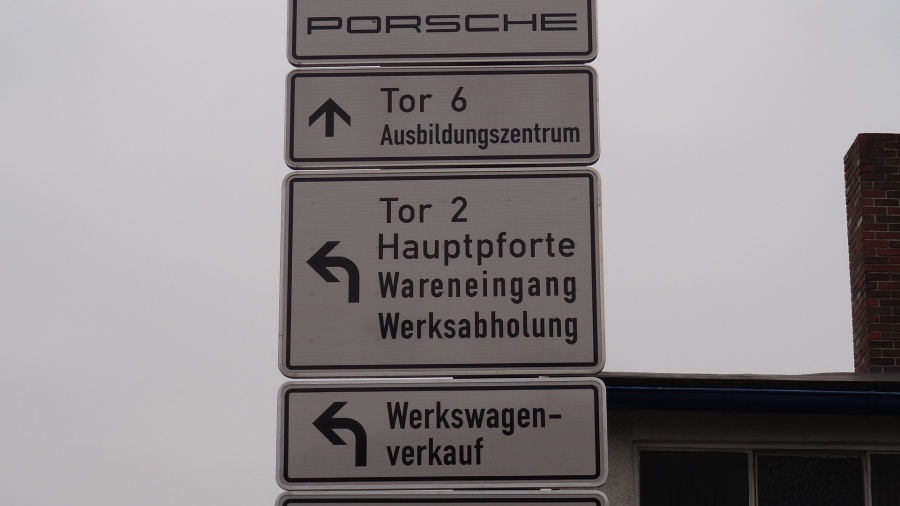 PORSCHE
Tor 6
Ausbildungszentrum
Tor 2
Hauptpforte
Wareneingang
Werksabholung
Werkswagen-
verkauf